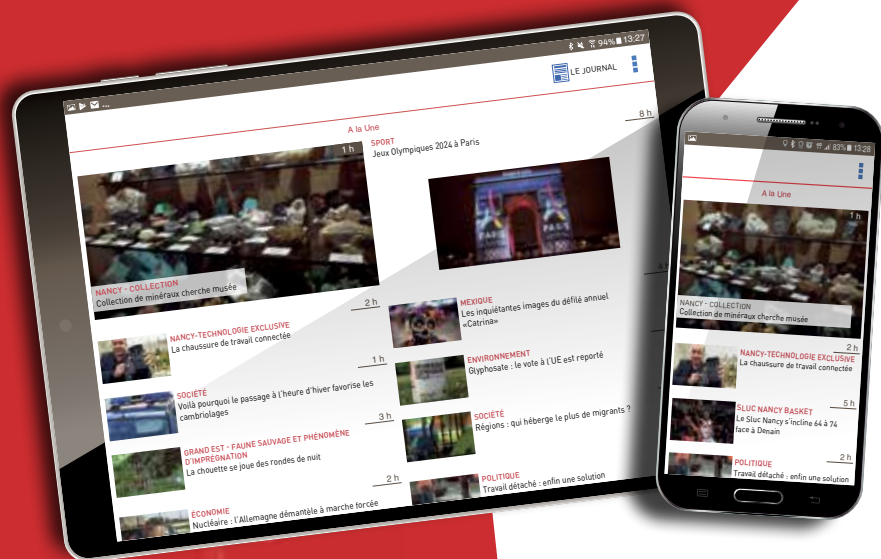 94% 13:27
LE JOURNAL
A la Une
1 h
NANCY - COLLECTION
Collection de minéraux cherche musée
8 h
SPORT
Jeux Olympiques 2024 à Paris
PARIS
2 h
NANCY-TECHNOLOGIE EXCLUSIVE
La chaussure de travail connectée
1 h
SOCIÉTÉ
Voilà pourquoi le passage à l'heure d'hiver favorise les
cambriolages
3 h
GRAND EST - FAUNE SAUVAGE ET PHÉNOMÈNE
D'IMPRÉGNATION
La chouette se joue des rondes de nuit
2 h
ÉCONOMIE
Nucléaire : l'Allemagne démantèle à marche forcée
MEXIQUE
Les inquiétantes images du défilé annuel
«Catrina»
ENVIRONNEMENT
Glyphosate : le vote à l'UE est reporté
SOCIÉTÉ
Régions : qui héberge le plus de migrants ?
POLITIQUE
Travail détaché : enfin une solution
83% 13:28
A la Une
1 h
NANCY - COLLECTION
Collection de minéraux cherche musée
2 h
NANCY-TECHNOLOGIE EXCLUSIVE
La chaussure de travail connectée
5 h
SLUC NANCY BASKET
Le Sluc Nancy s'incline 64 à 74
face à Denain
2 h
POLITIQUE
Travail détaché : enfin une solution